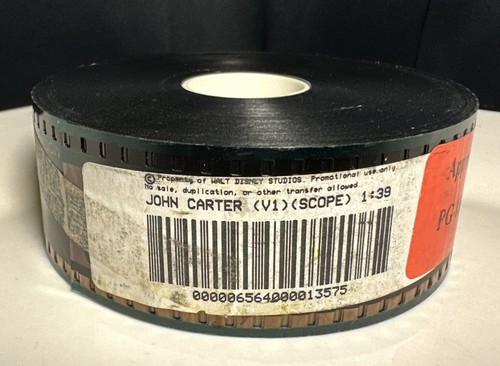 © Property of WALT DISNEY STUDIOS. Promotional use only.
No sale, duplication, or other transfer allowed.
JOHN CARTER (V1)(SCOPE) 1:39
000006564000013575
PG-